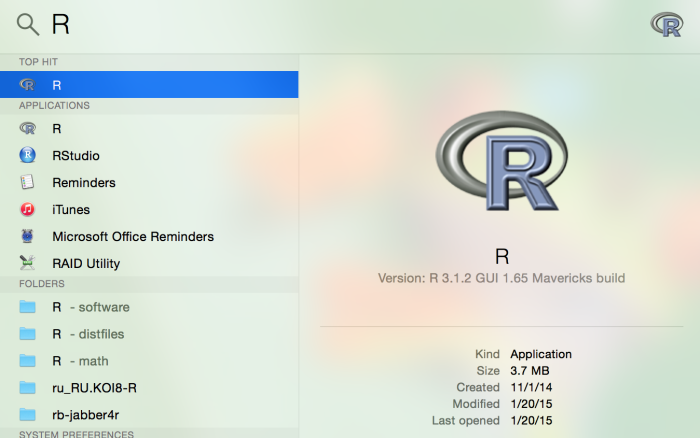 R
TOP HIT
R
APPLICATIONS
R
RStudio
Reminders
iTunes
Microsoft Office Reminders
RAID Utility
FOLDERS
R - software
R - distfiles
R - math
ru_RU.KOI8-R
rb-jabber4r
SYSTEM PREFERENCES
R
R
Version: R 3.1.2 GUI 1.65 Mavericks build
Kind Application
Size 3.7 MB
Created 11/1/14
Modified 1/20/15
Last opened 1/20/15